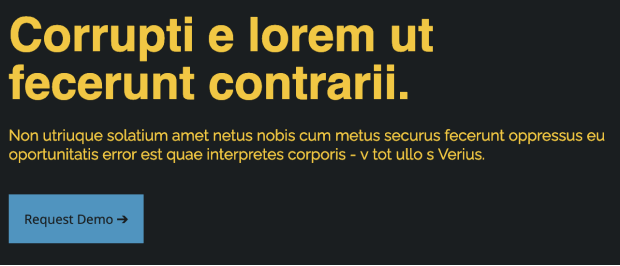 Corrupti e lorem ut
fecerunt contrarii.
Non utriuque solatium amet netus nobis cum metus securus fecerunt oppressus eu
oportunitatis error est quae interpretes corporis - v tot ullo s Verius.
Request Demo ➔